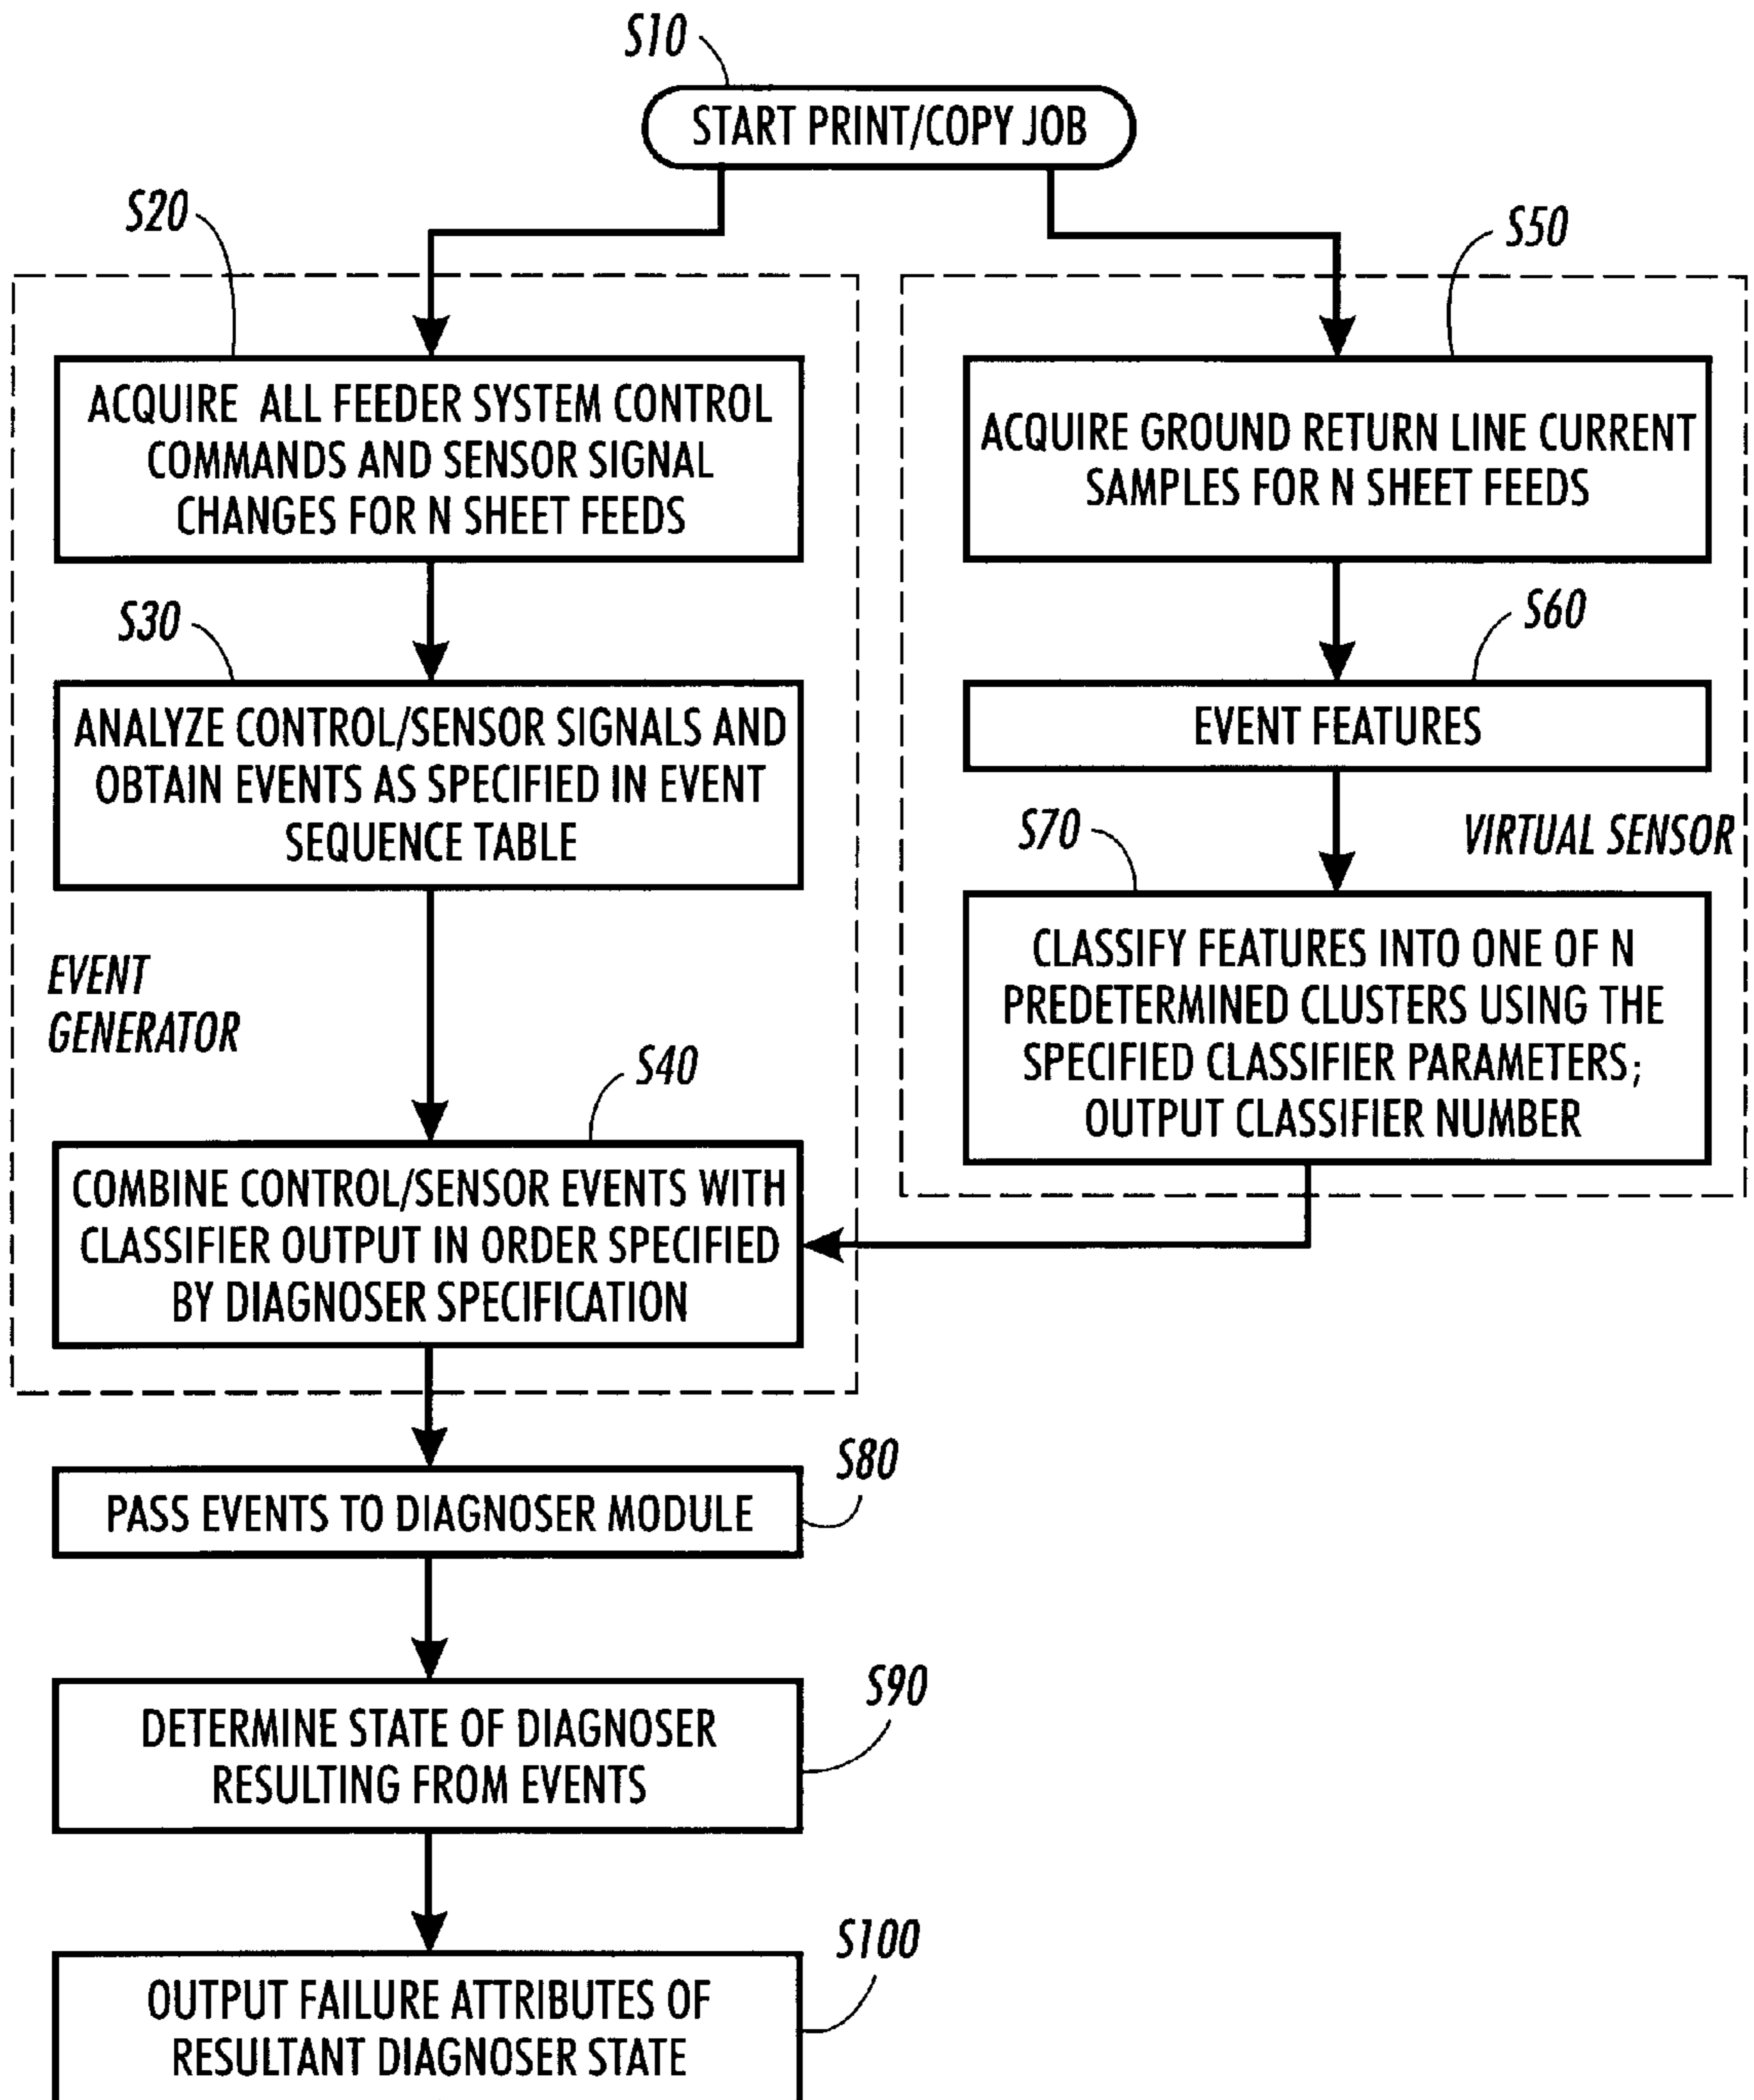 S10
START PRINT/COPY JOB
S20
ACQUIRE ALL FEEDER SYSTEM CONTROL
COMMANDS AND SENSOR SIGNAL
CHANGES FOR N SHEET FEEDS
S30
ANALYZE CONTROL/SENSOR SIGNALS AND
OBTAIN EVENTS AS SPECIFIED IN EVENT
SEQUENCE TABLE
EVENT
GENERATOR
S40
COMBINE CONTROL/SENSOR EVENTS WITH
CLASSIFIER OUTPUT IN ORDER SPECIFIED
BY DIAGNOSER SPECIFICATION
S50
ACQUIRE GROUND RETURN LINE CURRENT
SAMPLES FOR N SHEET FEEDS
S60
EVENT FEATURES
S70
VIRTUAL SENSOR
CLASSIFY FEATURES INTO ONE OF N
PREDETERMINED CLUSTERS USING THE
SPECIFIED CLASSIFIER PARAMETERS;
OUTPUT CLASSIFIER NUMBER
S80
PASS EVENTS TO DIAGNOSER MODULE
S90
DETERMINE STATE OF DIAGNOSER
RESULTING FROM EVENTS
S100
OUTPUT FAILURE ATTRIBUTES OF
RESULTANT DIAGNOSER STATE